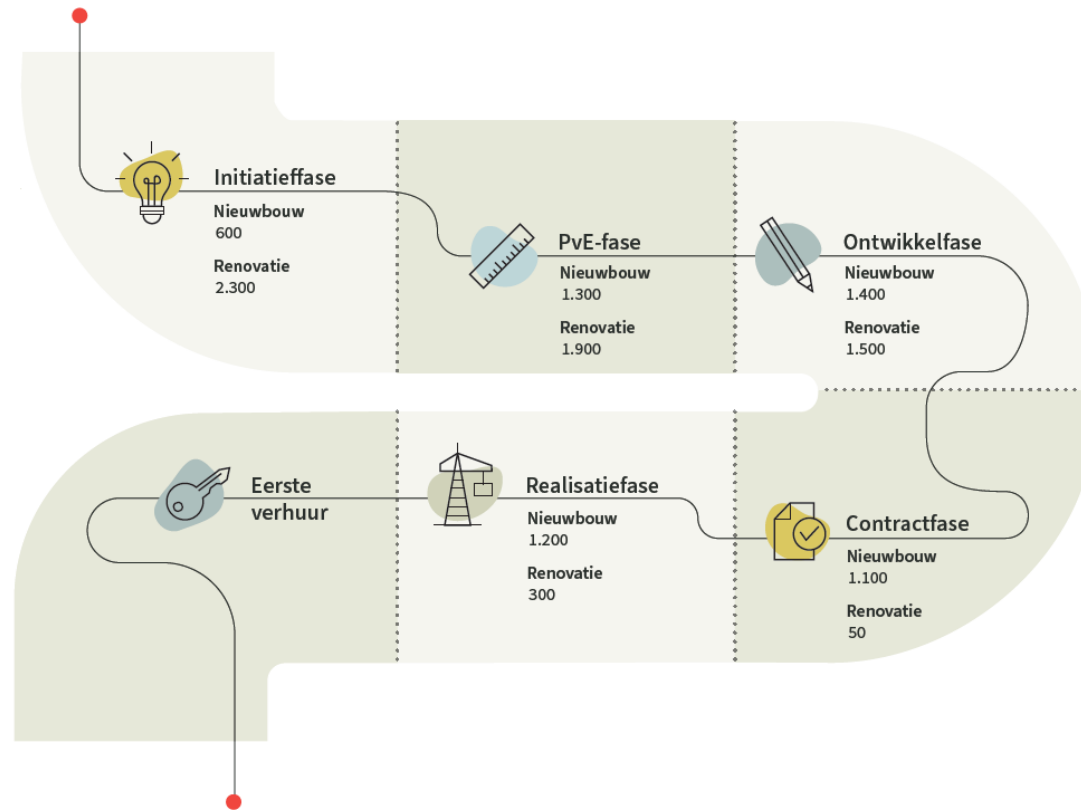 Initiatieffase
Nieuwbouw
600
Renovatie
2.300
PvE-fase
Nieuwbouw
1.300
Renovatie
1.900
Ontwikkelfase
Nieuwbouw
1.400
Renovatie
1.500
Contractfase
Nieuwbouw
1.100
Renovatie
50
Realisatiefase
Nieuwbouw
1.200
Renovatie
300
Eerste
verhuur